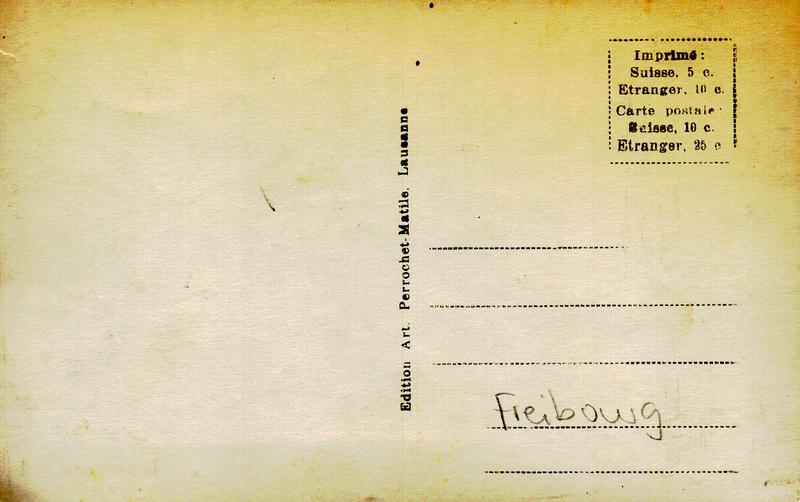 Imprimé :
Suisse, 5 c.
Etranger, 10 c.
Carte postale :
Suisse, 10 c.
Etranger, 25 c
Edition Art. Perrochet-Matile, Lausanne
Freibourg